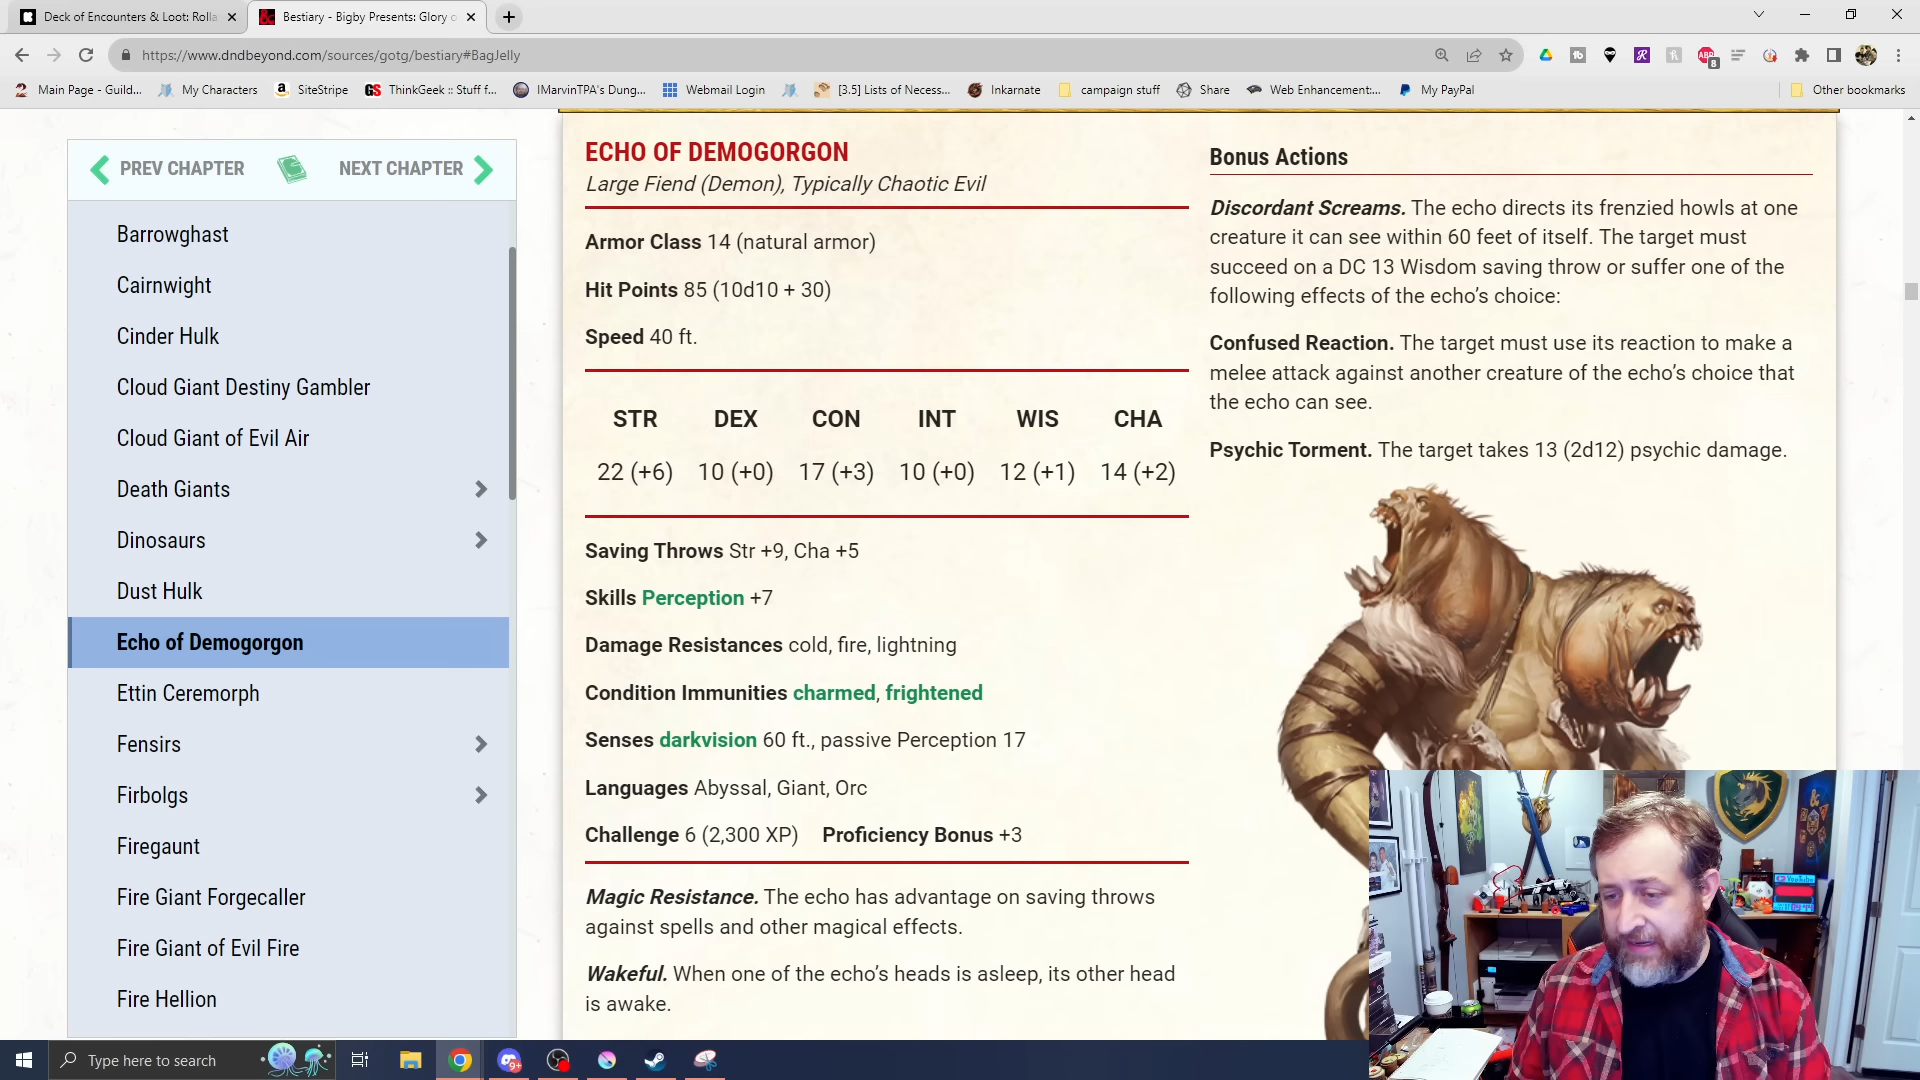 Deck of Encounters & Loot: Rolla
Bestiary - Bigby Presents: Glory o
https://www.dndbeyond.com/sources/gotg/bestiary#BagJelly
Main Page - Guild...
My Characters
SiteStripe
ThinkGeek :: Stuff f...
IMarvinTPA's Dung...
Webmail Login
[3.5] Lists of Necess...
Inkarnate
campaign stuff
Share
Web Enhancement:...
My PayPal
Other bookmarks
PREV CHAPTER
NEXT CHAPTER
Barrowghast
Cairnwight
Cinder Hulk
Cloud Giant Destiny Gambler
Cloud Giant of Evil Air
Death Giants
Dinosaurs
Dust Hulk
Echo of Demogorgon
Ettin Ceremorph
Fensirs
Firbolgs
Firegaunt
Fire Giant Forgecaller
Fire Giant of Evil Fire
Fire Hellion
ECHO OF DEMOGORGON
Large Fiend (Demon), Typically Chaotic Evil
Armor Class 14 (natural armor)
Hit Points 85 (10d10 + 30)
Speed 40 ft.
STR DEX CON INT WIS CHA
22 (+6) 10 (+0) 17 (+3) 10 (+0) 12 (+1) 14 (+2)
Saving Throws Str +9, Cha +5
Skills Perception +7
Damage Resistances cold, fire, lightning
Condition Immunities charmed, frightened
Senses darkvision 60 ft., passive Perception 17
Languages Abyssal, Giant, Orc
Challenge 6 (2,300 XP) Proficiency Bonus +3
Magic Resistance. The echo has advantage on saving throws
against spells and other magical effects.
Wakeful. When one of the echo's heads is asleep, its other head
is awake.
Bonus Actions
Discordant Screams. The echo directs its frenzied howls at one
creature it can see within 60 feet of itself. The target must
succeed on a DC 13 Wisdom saving throw or suffer one of the
following effects of the echo's choice:
Confused Reaction. The target must use its reaction to make a
melee attack against another creature of the echo's choice that
the echo can see.
Psychic Torment. The target takes 13 (2d12) psychic damage.
YouTube
Type here to search